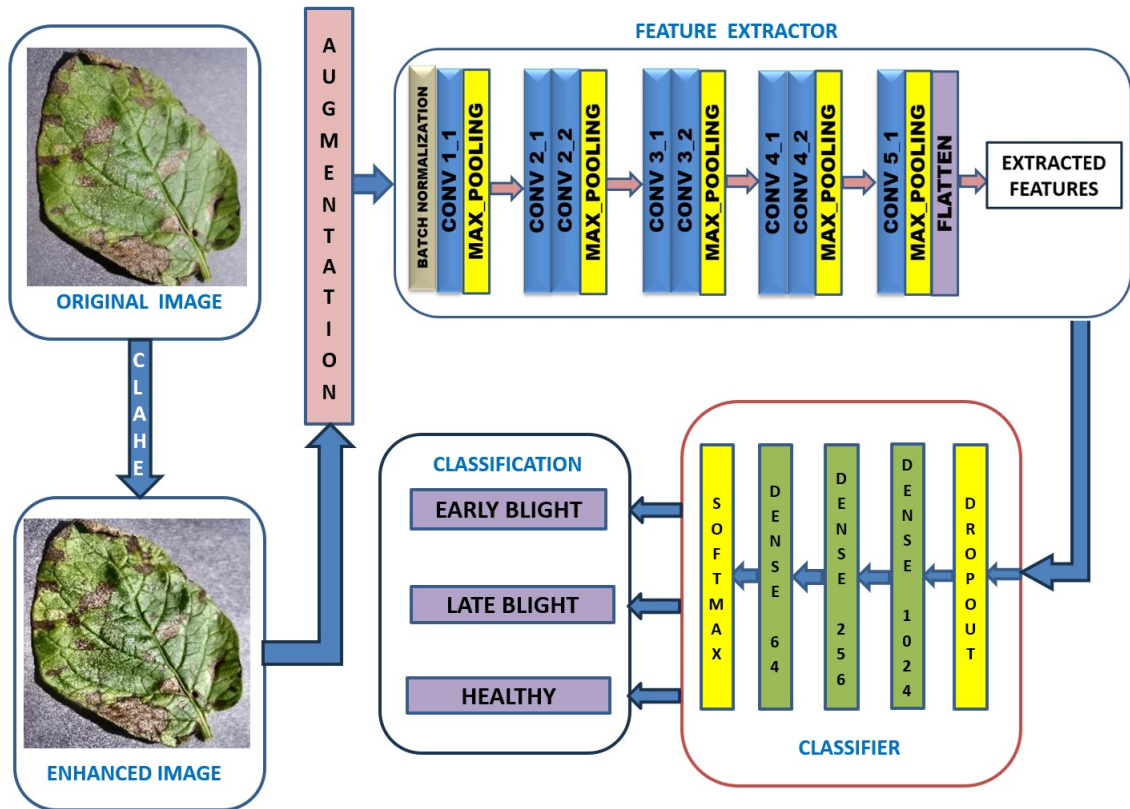 ORIGINAL IMAGE
CLAHE
ENHANCED IMAGE
AUGMENTATION
FEATURE EXTRACTOR
BATCH NORMALIZATION
CONV 1_1
MAX_POOLING
CONV 2_1
CONV 2_2
MAX_POOLING
CONV 3_1
CONV 3_2
MAX_POOLING
CONV 4_1
CONV 4_2
MAX_POOLING
CONV 5_1
MAX_POOLING
FLATTEN
EXTRACTED
FEATURES
DROPOUT
DENSE 1024
DENSE 256
DENSE 64
SOFTMAX
CLASSIFIER
CLASSIFICATION
EARLY BLIGHT
LATE BLIGHT
HEALTHY